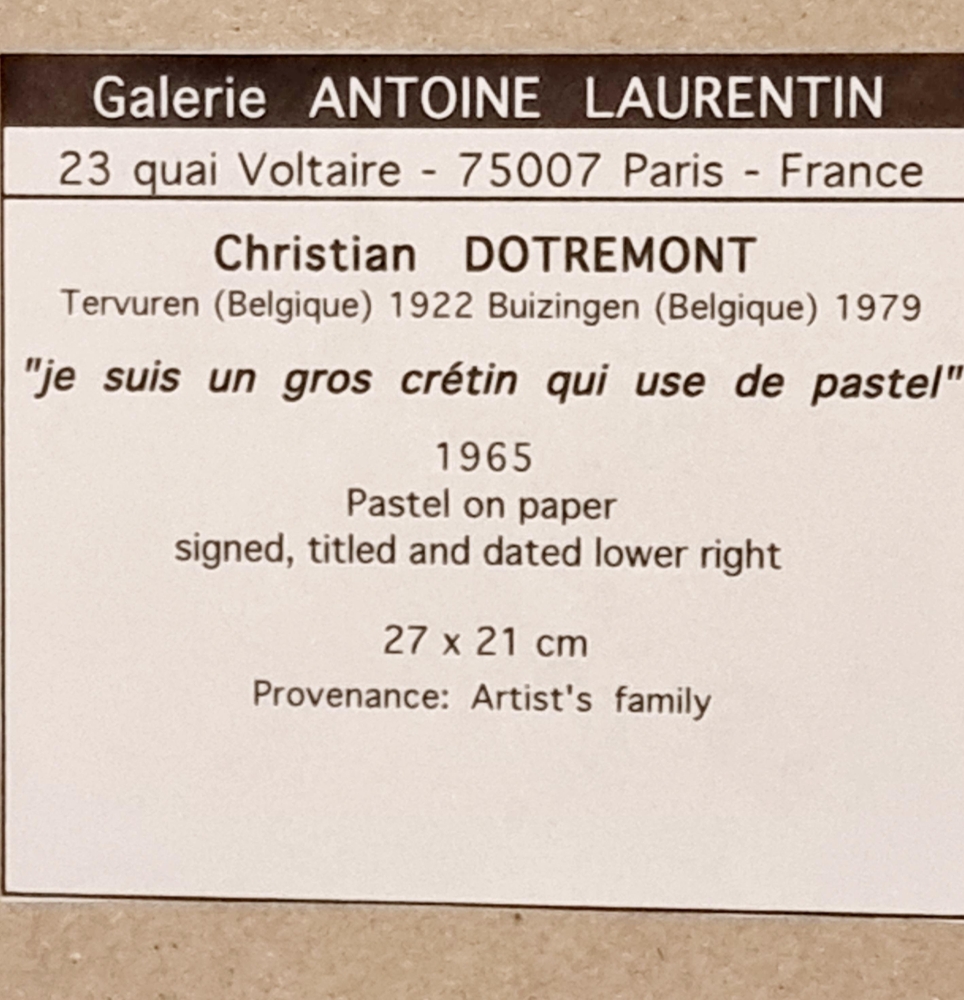 Galerie ANTOINE LAURENTIN
23 quai Voltaire - 75007 Paris - France
Christian DOTREMONT
Tervuren (Belgique) 1922 Buizingen (Belgique) 1979
"je suis un gros crétin qui use de pastel"
1965
Pastel on paper
signed, titled and dated lower right
27 x 21 cm
Provenance: Artist's family